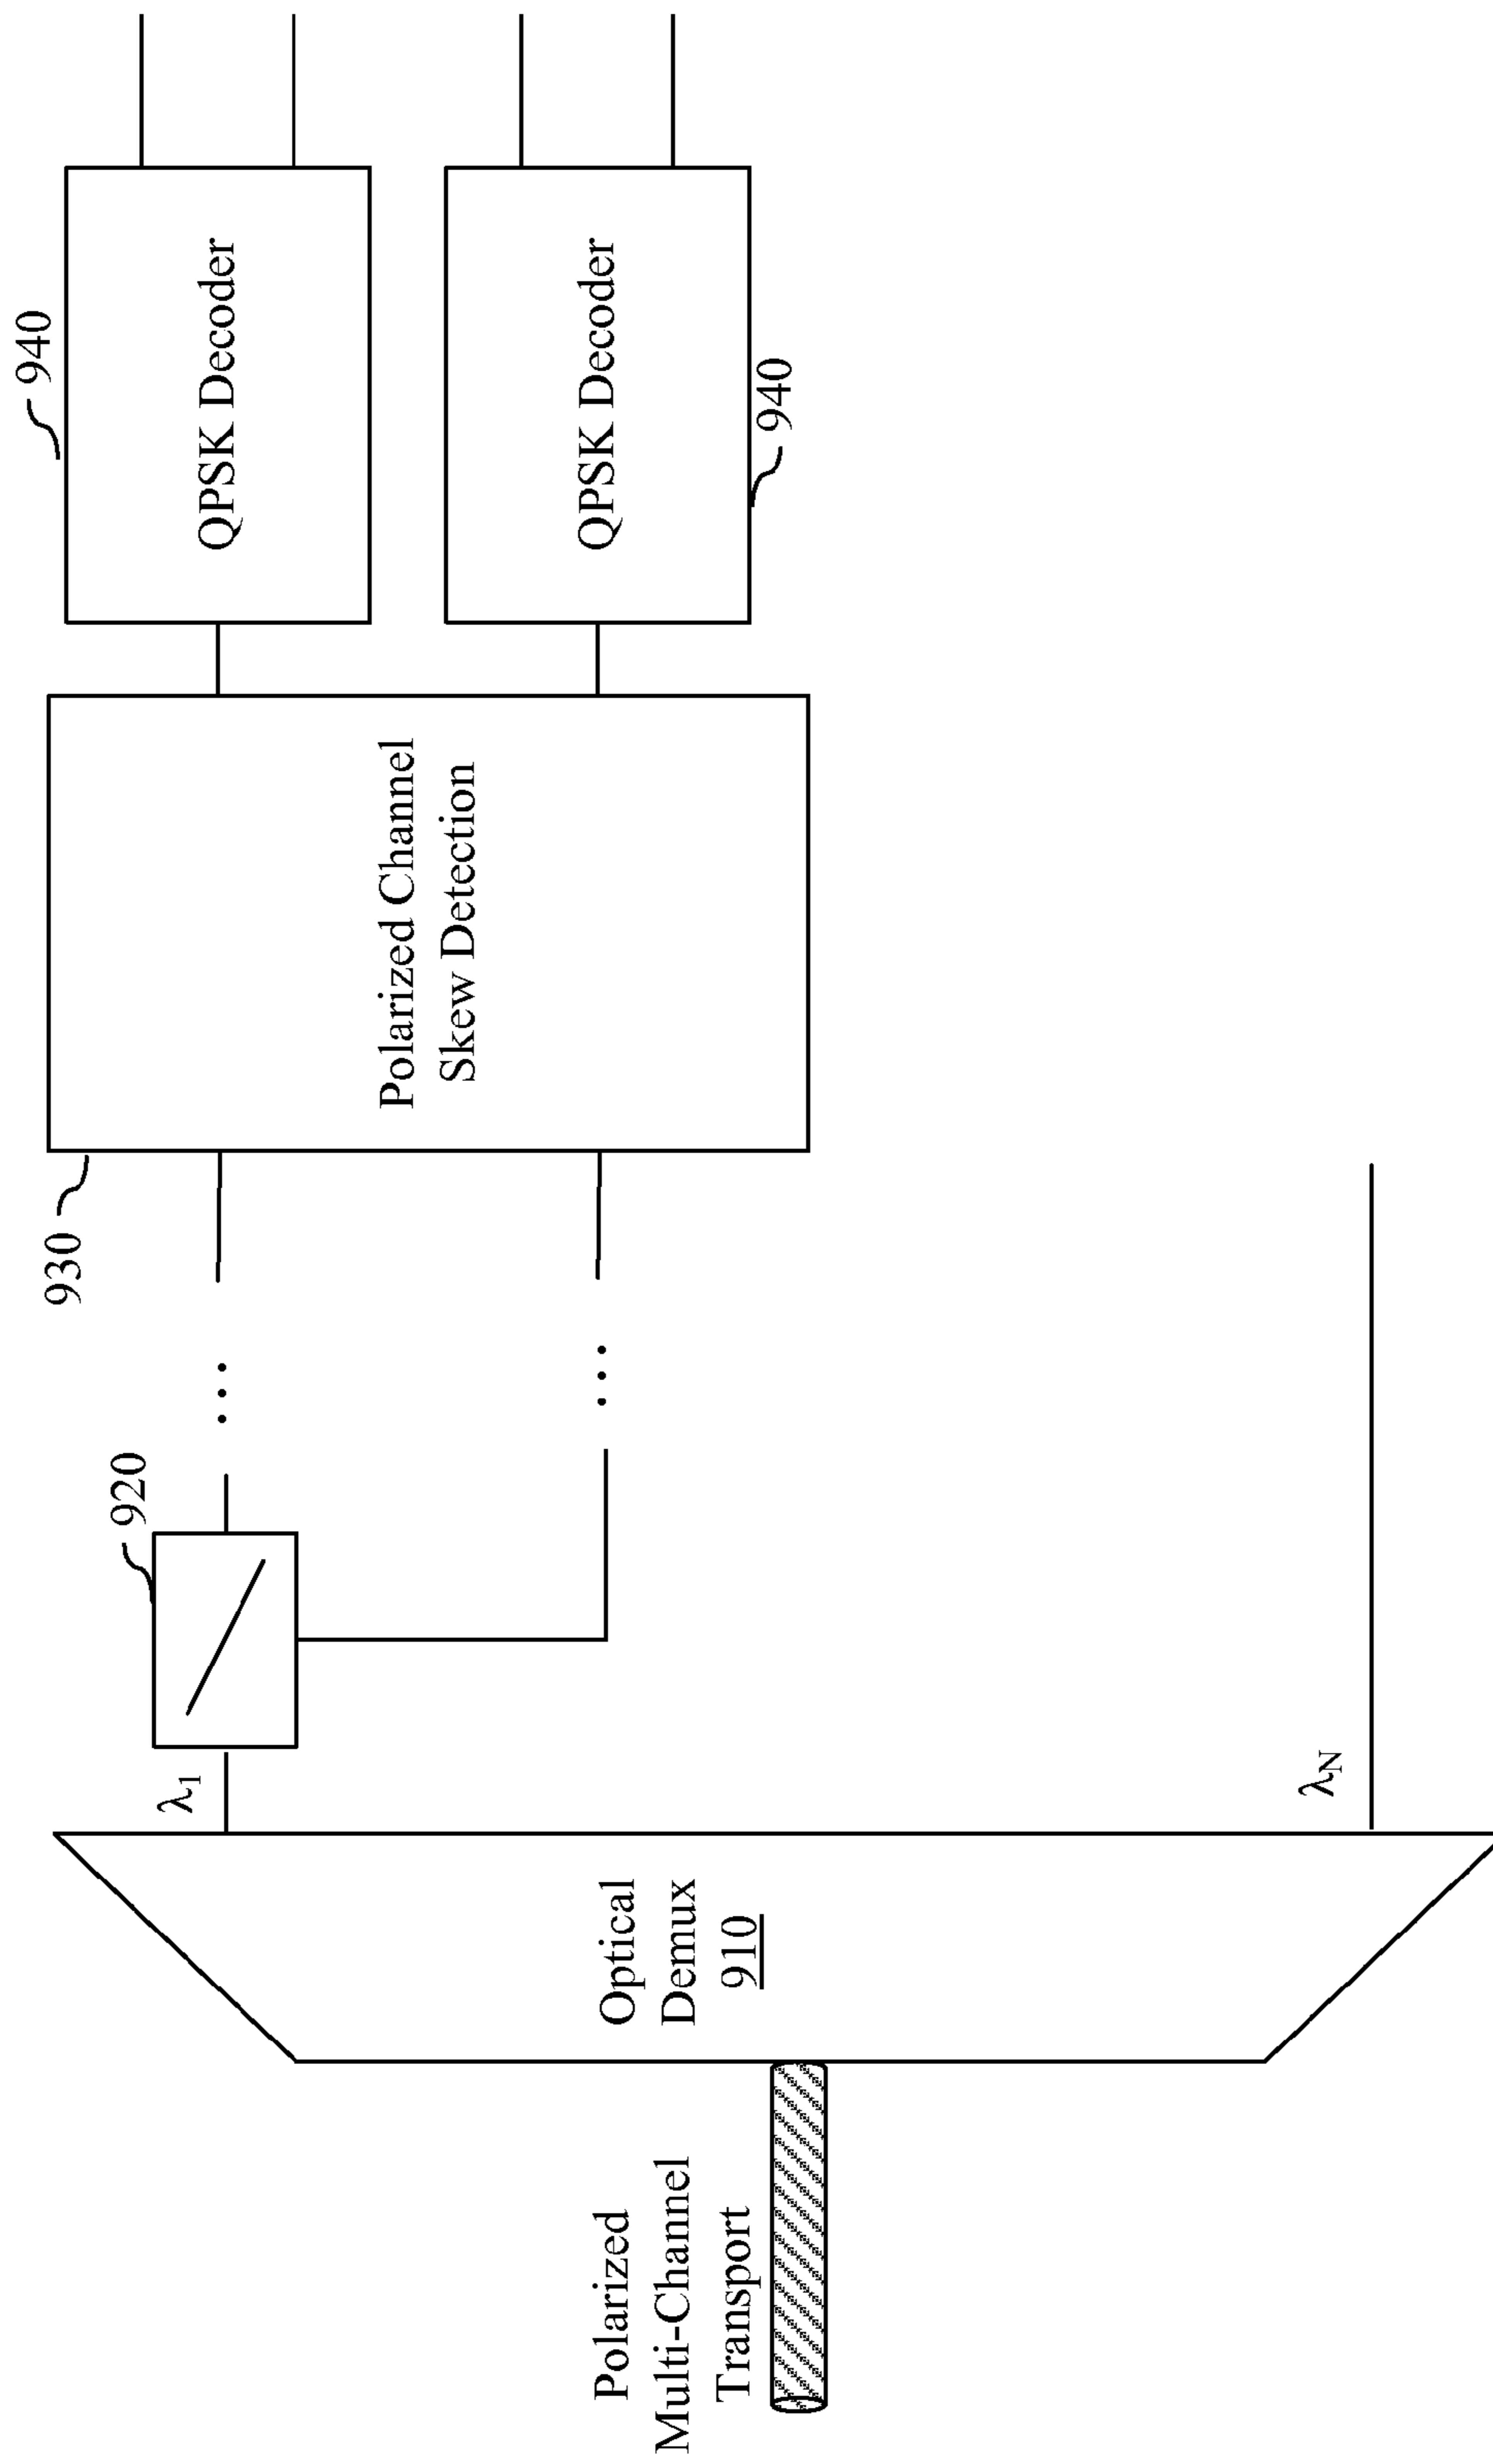 Polarized
Multi-Channel
Transport
Optical
Demux
910
λ1
λN
920
930
Polarized Channel
Skew Detection
940
QPSK Decoder
QPSK Decoder
940